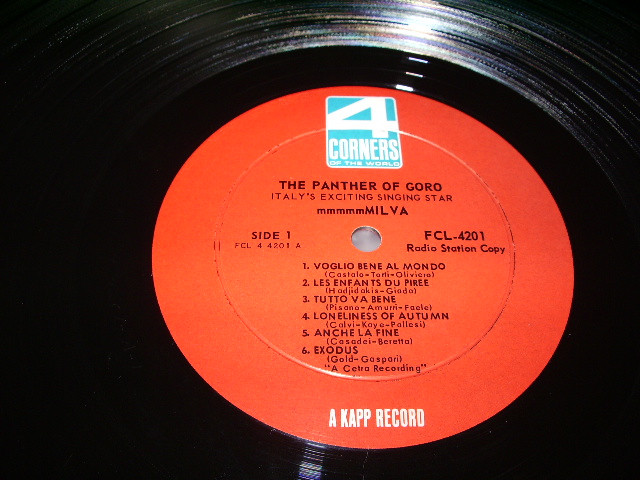 4
CORNERS
OF THE WORLD
THE PANTHER OF GORO
ITALY'S EXCITING SINGING STAR
mmmmmMILVA
SIDE 1 FCL-4201
FCL 4 4201 A Radio Station Copy
1. VOGLIO BENE AL MONDO
(Castalo-Torti-Oliviero)
2. LES ENFANTS DU PIREE
(Hadjidakis-Giada)
3. TUTTO VA BENE
(Pisano-Amurri-Faele)
4. LONELINESS OF AUTUMN
(Calvi-Kaye-Pallesi)
5. ANCHE LA FINE
(Casadei-Beretta)
6. EXODUS
(Gold-Gaspari)
"A Cetra Recording"
A KAPP RECORD